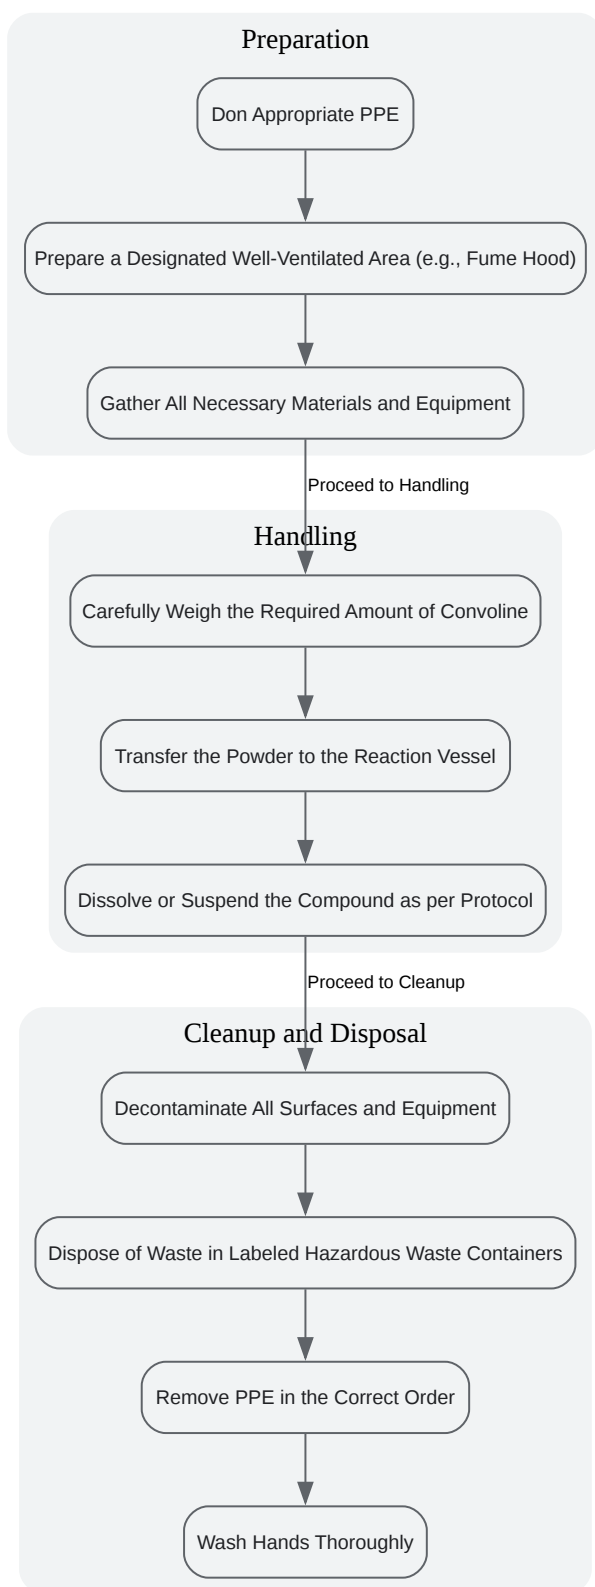 Preparation
Don Appropriate PPE
Prepare a Designated Well-Ventilated Area (e.g., Fume Hood)
Gather All Necessary Materials and Equipment
Proceed to Handling
Handling
Carefully Weigh the Required Amount of Convoline
Transfer the Powder to the Reaction Vessel
Dissolve or Suspend the Compound as per Protocol
Proceed to Cleanup
Cleanup and Disposal
Decontaminate All Surfaces and Equipment
Dispose of Waste in Labeled Hazardous Waste Containers
Remove PPE in the Correct Order
Wash Hands Thoroughly